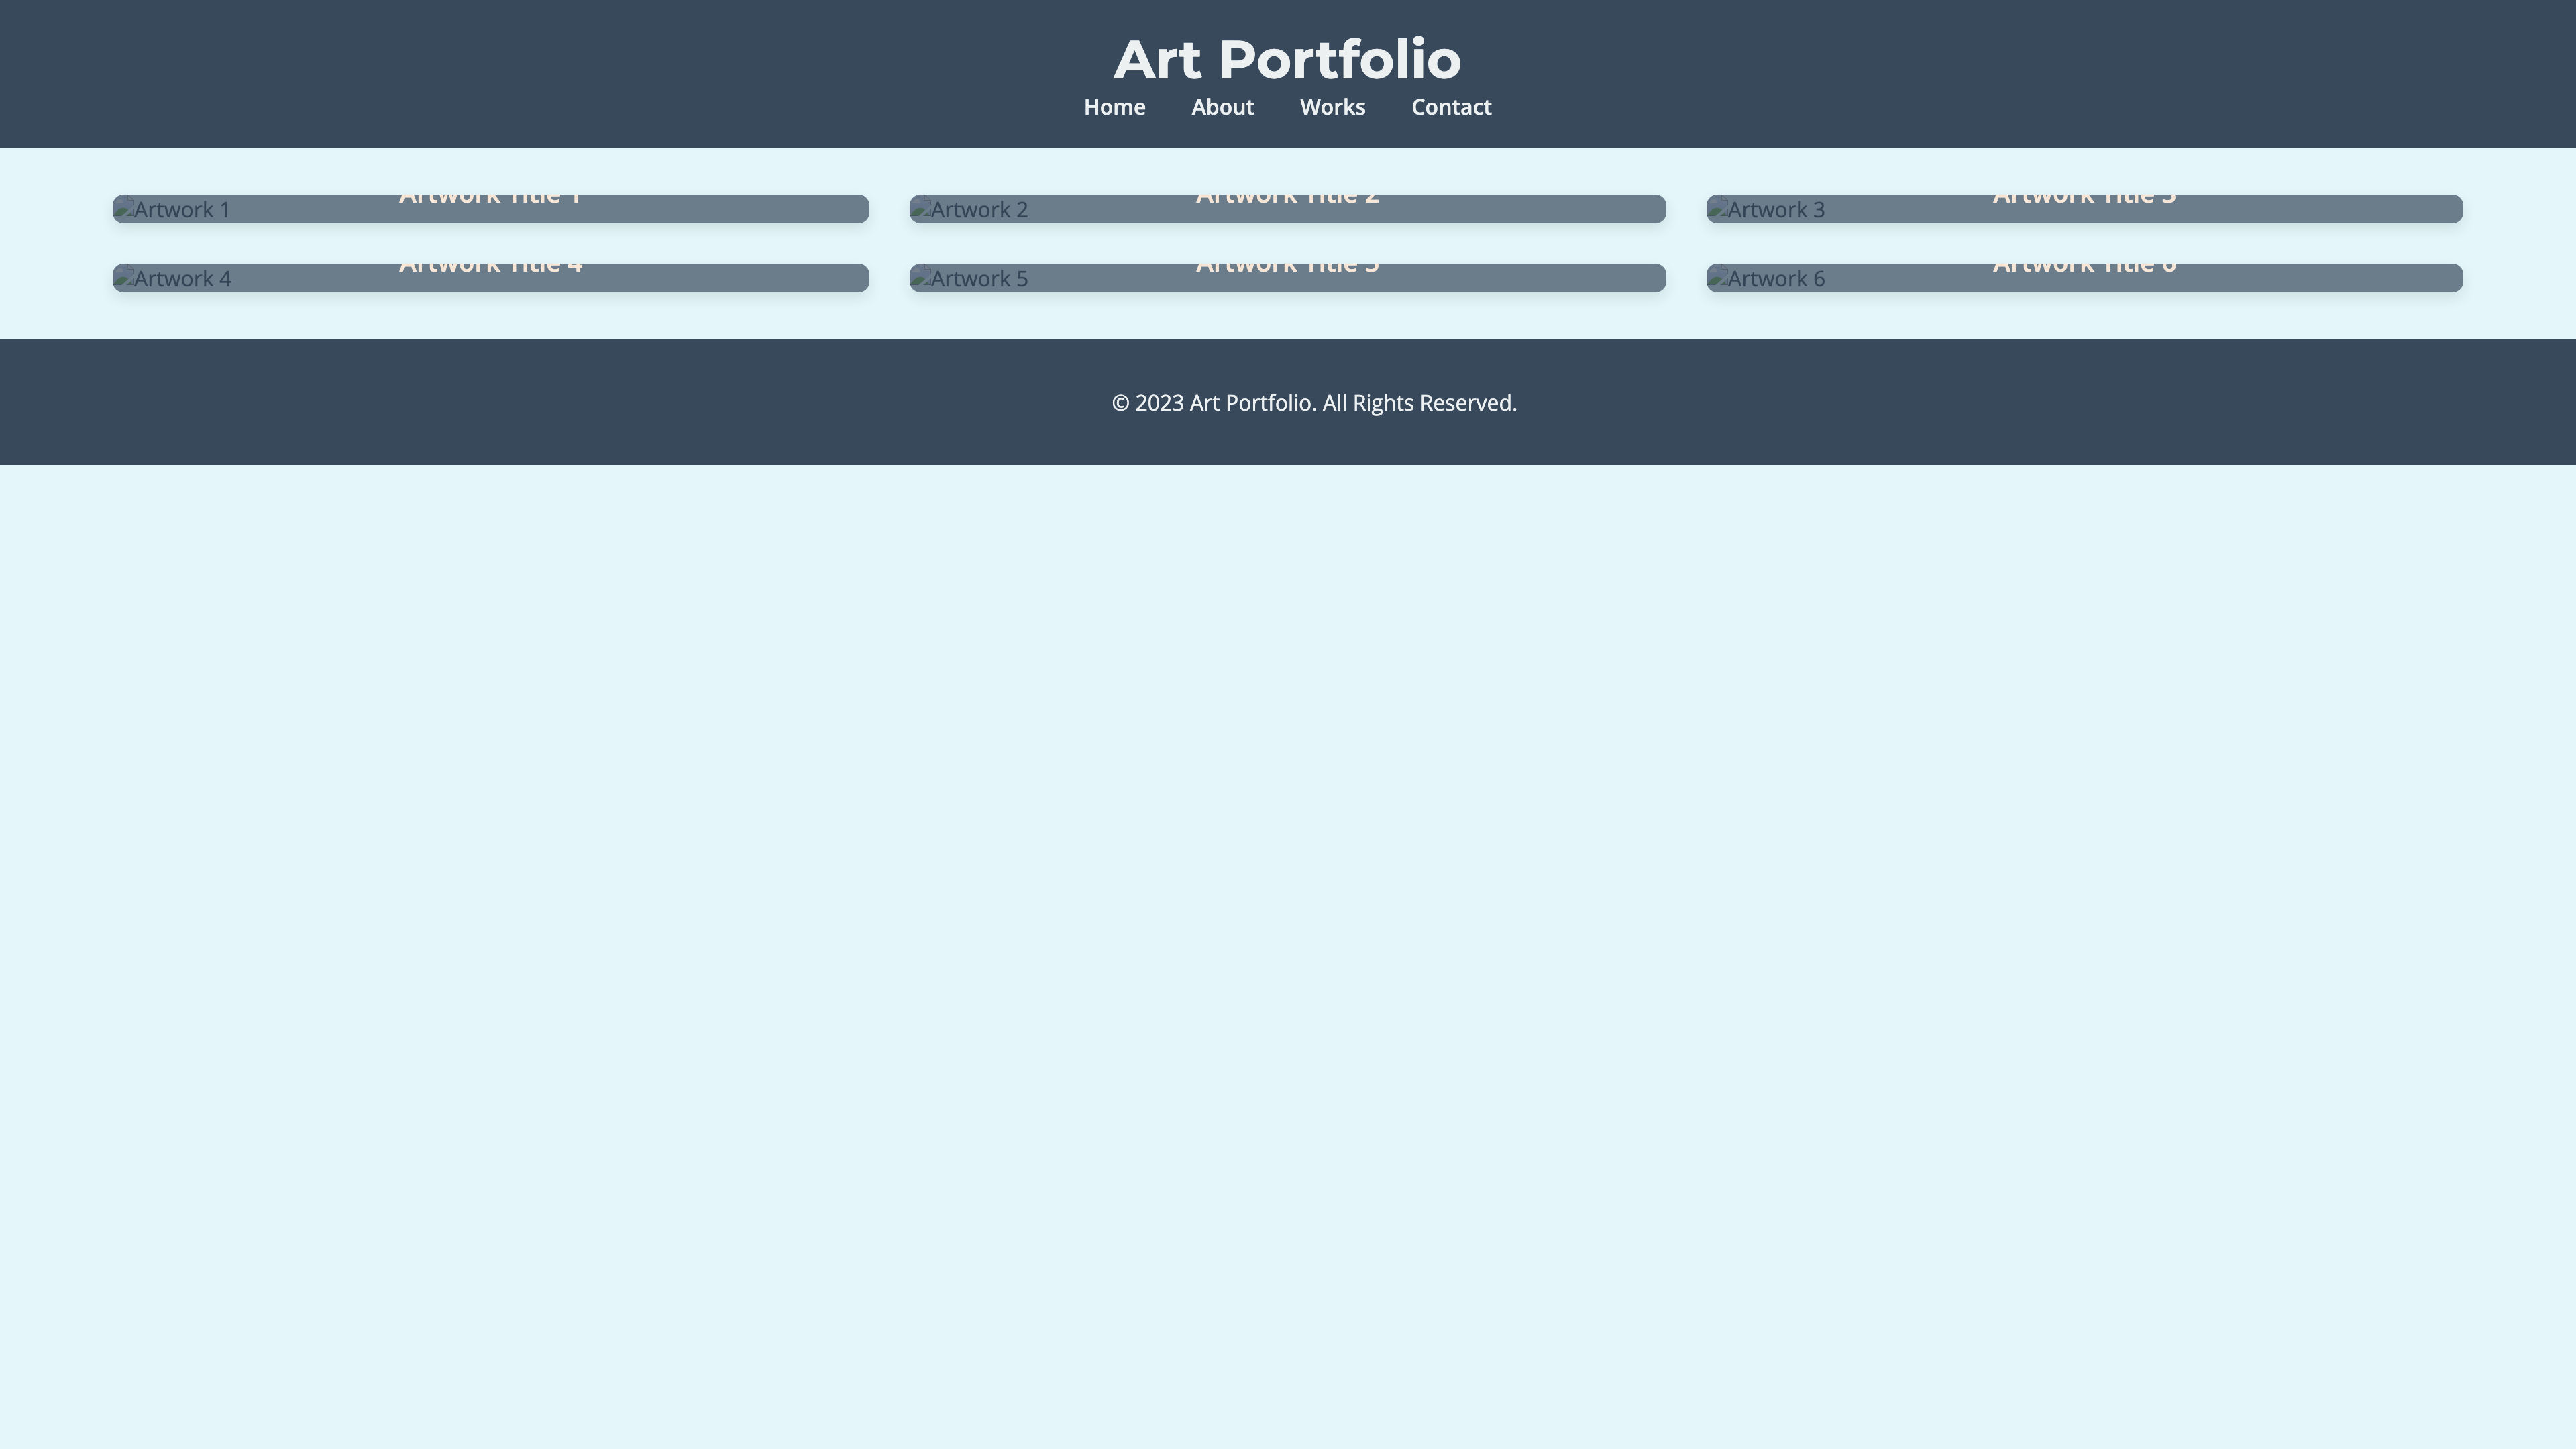 Art Portfolio
Home About Works Contact
Artwork Title 1
Artwork 1
Artwork Title 2
Artwork 2
Artwork Title 3
Artwork 3
Artwork Title 4
Artwork 4
Artwork Title 5
Artwork 5
Artwork Title 6
Artwork 6
© 2023 Art Portfolio. All Rights Reserved.